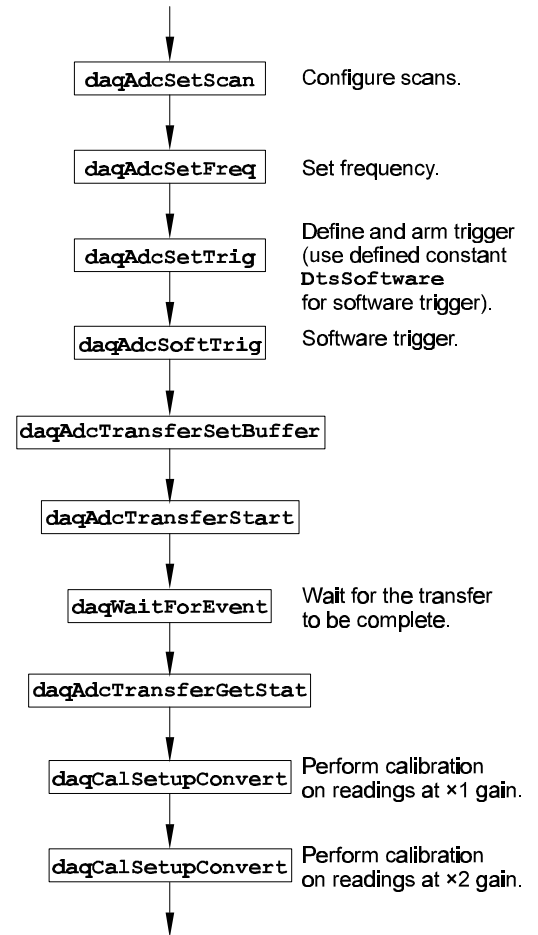 daqAdcSetScan
Configure scans.
daqAdcSetFreq
Set frequency.
daqAdcSetTrig
Define and arm trigger
(use defined constant
DtsSoftware
for software trigger).
daqAdcSoftTrig
Software trigger.
daqAdcTransferSetBuffer
daqAdcTransferStart
daqWaitForEvent
Wait for the transfer
to be complete.
daqAdcTransferGetStat
daqCalSetupConvert
Perform calibration
on readings at ×1 gain.
daqCalSetupConvert
Perform calibration
on readings at ×2 gain.